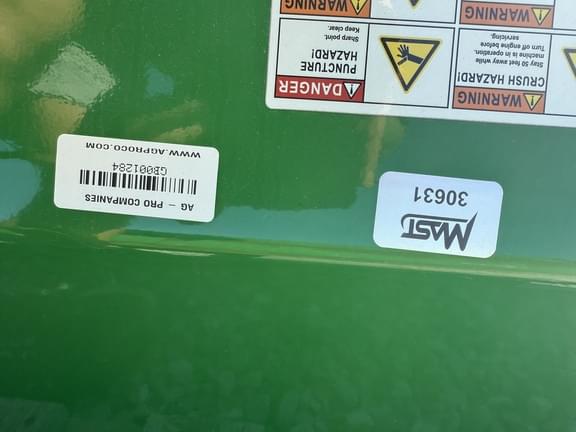 WARNING
CRUSH HAZARD!
Stay 50 feet away while
machine is in operation.
Turn off engine before
servicing.
DANGER
PUNCTURE
HAZARD!
Sharp point.
Keep clear.
WARNING
WARNING
MAST
30631
AG - PRO COMPANIES
GB001284
WWW.AGPROCO.COM